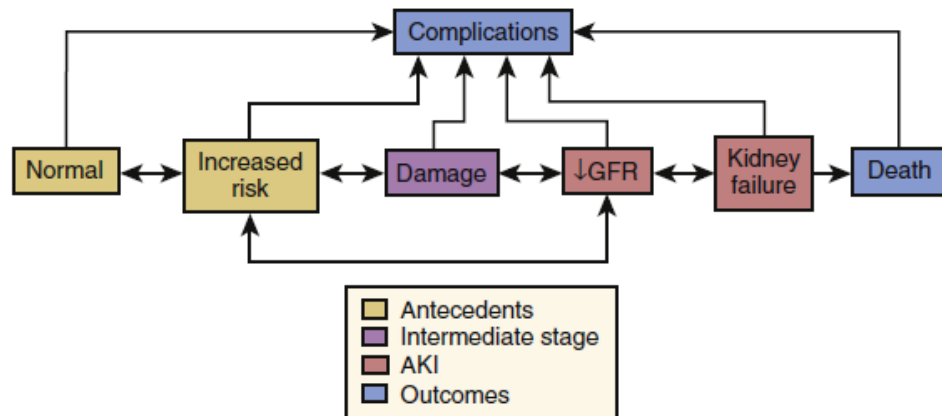 Complications
Normal
Increased
risk
Damage
↓GFR
Kidney
failure
Death
Antecedents
Intermediate stage
AKI
Outcomes